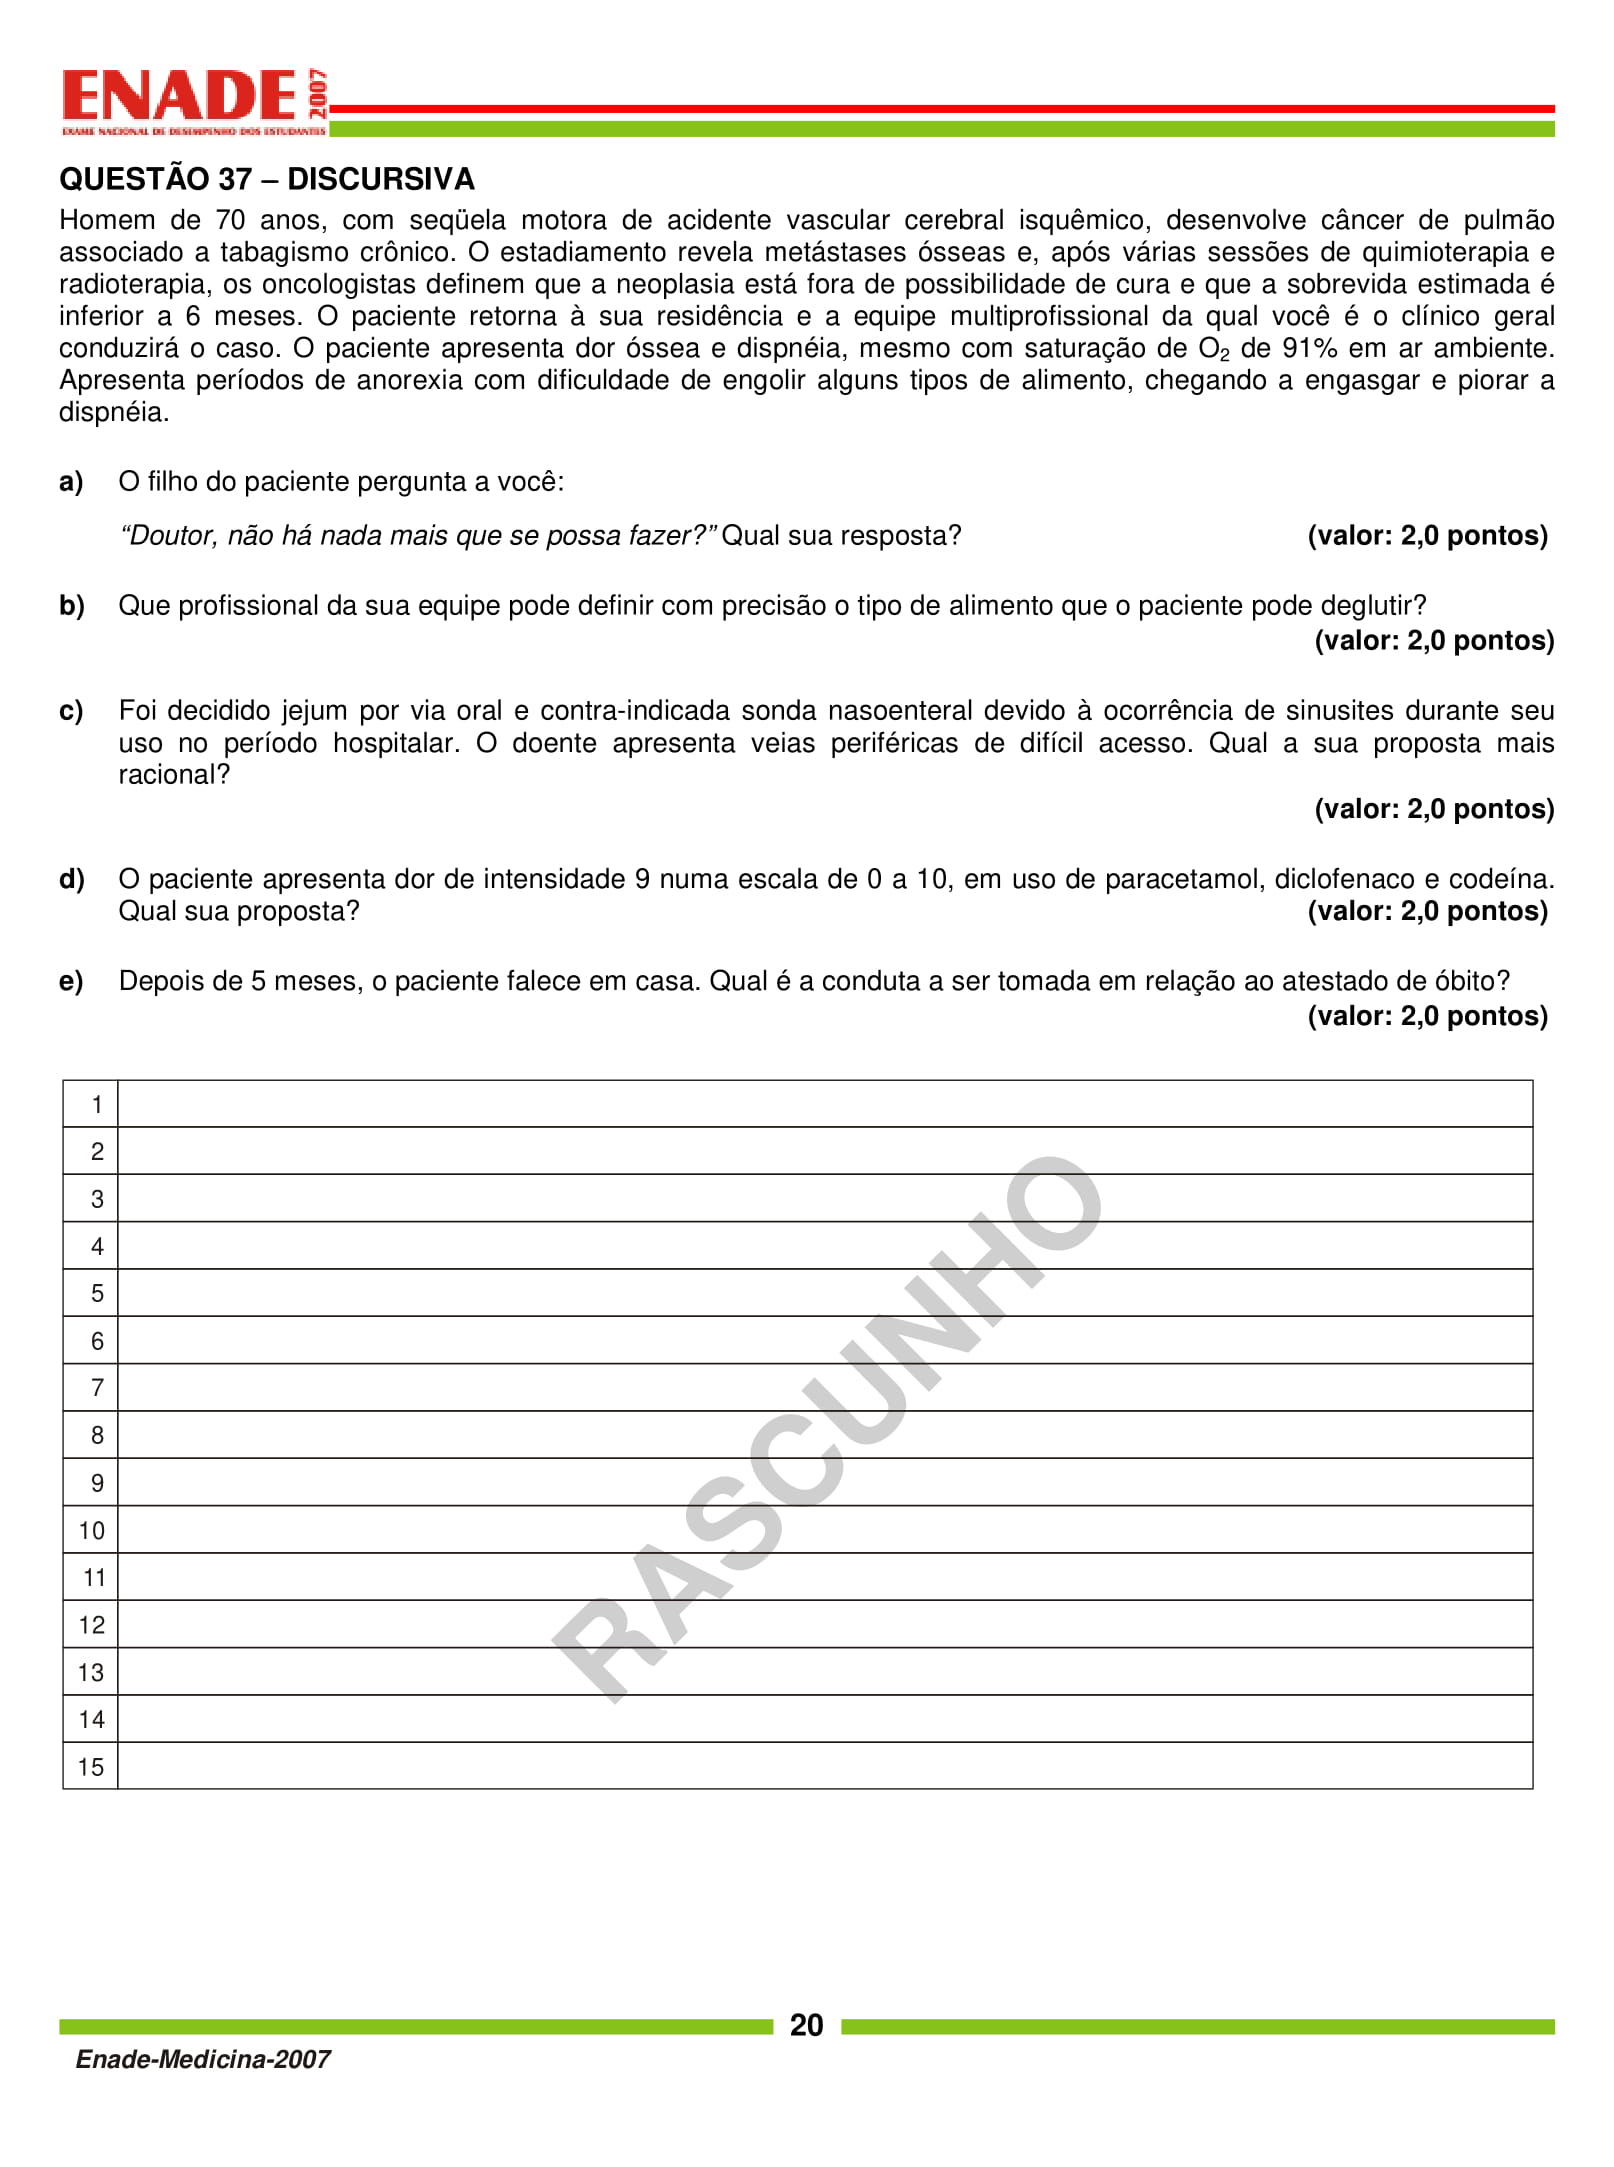 ENADE 2007
EXAME NACIONAL DE DESEMPENHO DOS ESTUDANTES
QUESTÃO 37 – DISCURSIVA
Homem de 70 anos, com seqüela motora de acidente vascular cerebral isquêmico, desenvolve câncer de pulmão
associado a tabagismo crônico. O estadiamento revela metástases ósseas e, após várias sessões de quimioterapia e
radioterapia, os oncologistas definem que a neoplasia está fora de possibilidade de cura e que a sobrevida estimada é
inferior a 6 meses. O paciente retorna à sua residência e a equipe multiprofissional da qual você é o clínico geral
conduzirá o caso. O paciente apresenta dor óssea e dispnéia, mesmo com saturação de O₂ de 91% em ar ambiente.
Apresenta períodos de anorexia com dificuldade de engolir alguns tipos de alimento, chegando a engasgar e piorar a
dispnéia.
a) O filho do paciente pergunta a você:
“Doutor, não há nada mais que se possa fazer?” Qual sua resposta? (valor: 2,0 pontos)
b) Que profissional da sua equipe pode definir com precisão o tipo de alimento que o paciente pode deglutir?
(valor: 2,0 pontos)
c) Foi decidido jejum por via oral e contra-indicada sonda nasoenteral devido à ocorrência de sinusites durante seu
uso no período hospitalar. O doente apresenta veias periféricas de difícil acesso. Qual a sua proposta mais
racional?
(valor: 2,0 pontos)
d) O paciente apresenta dor de intensidade 9 numa escala de 0 a 10, em uso de paracetamol, diclofenaco e codeína.
Qual sua proposta? (valor: 2,0 pontos)
e) Depois de 5 meses, o paciente falece em casa. Qual é a conduta a ser tomada em relação ao atestado de óbito?
(valor: 2,0 pontos)
1
2
3
4
5
6
7
8
9
10
11
12
13
14
15
RASCUNHO
20
Enade-Medicina-2007